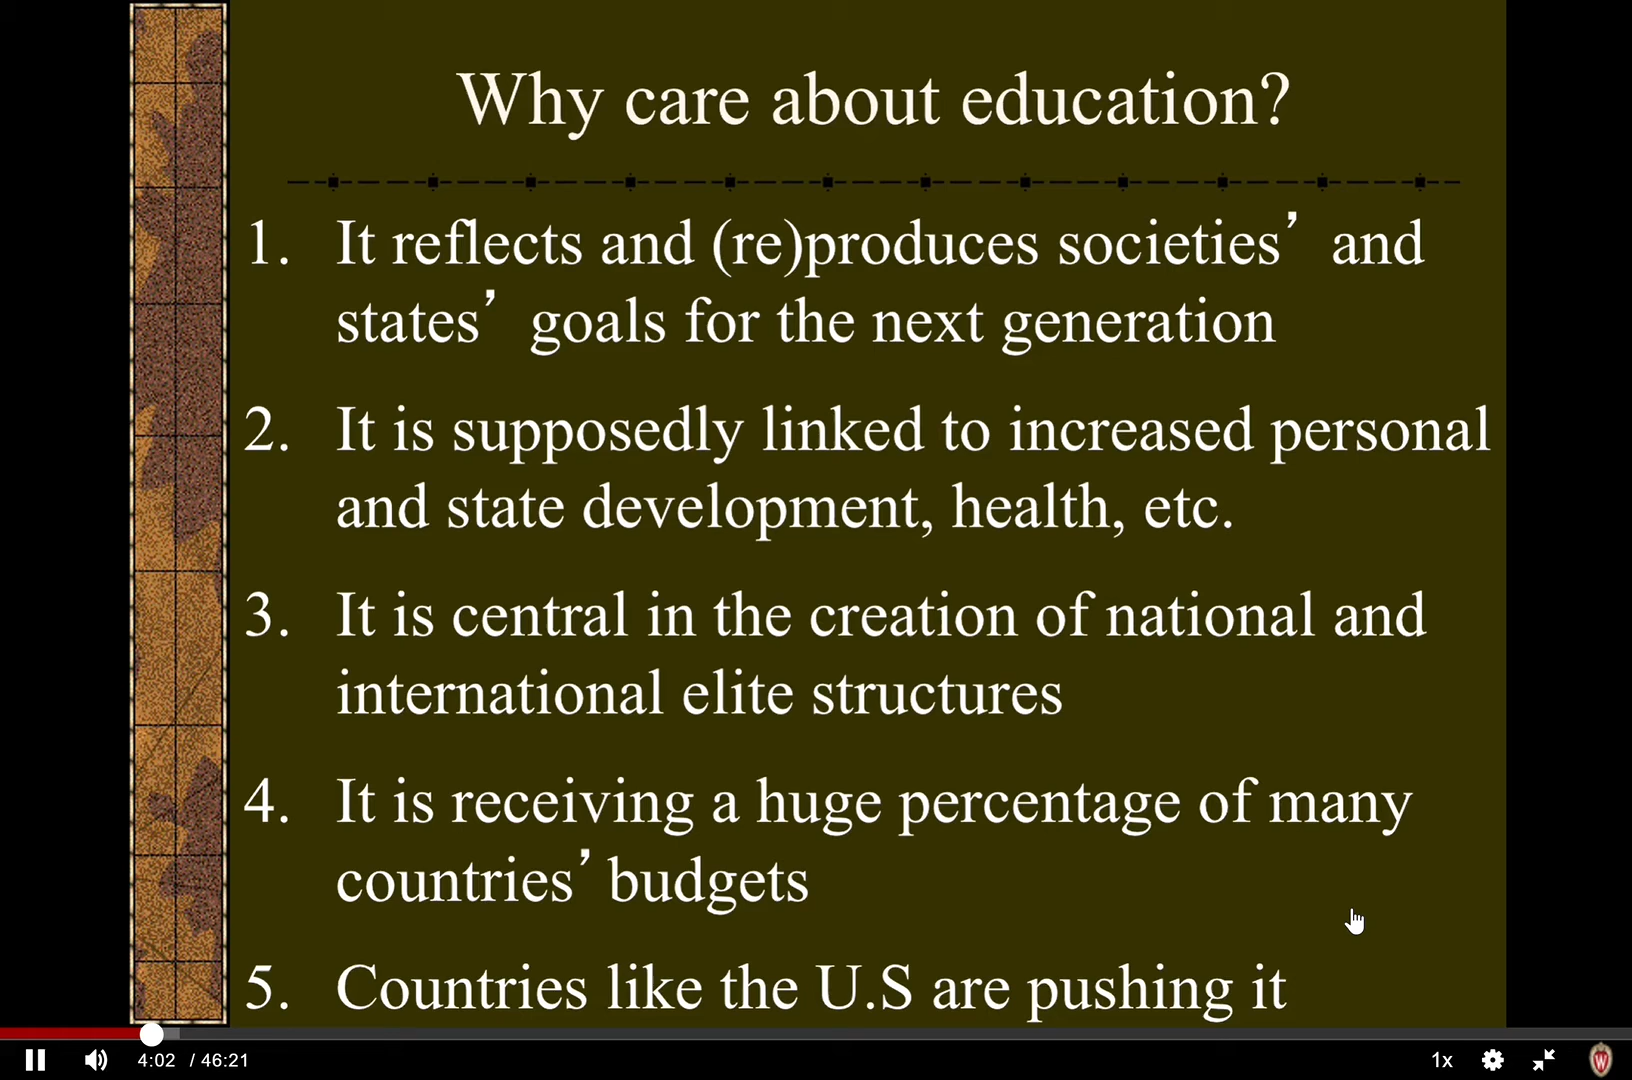 Why care about education?
1. It reflects and (re)produces societies’ and
states’ goals for the next generation
2. It is supposedly linked to increased personal
and state development, health, etc.
3. It is central in the creation of national and
international elite structures
4. It is receiving a huge percentage of many
countries’ budgets
5. Countries like the U.S are pushing it
4:02 / 46:21 1x W